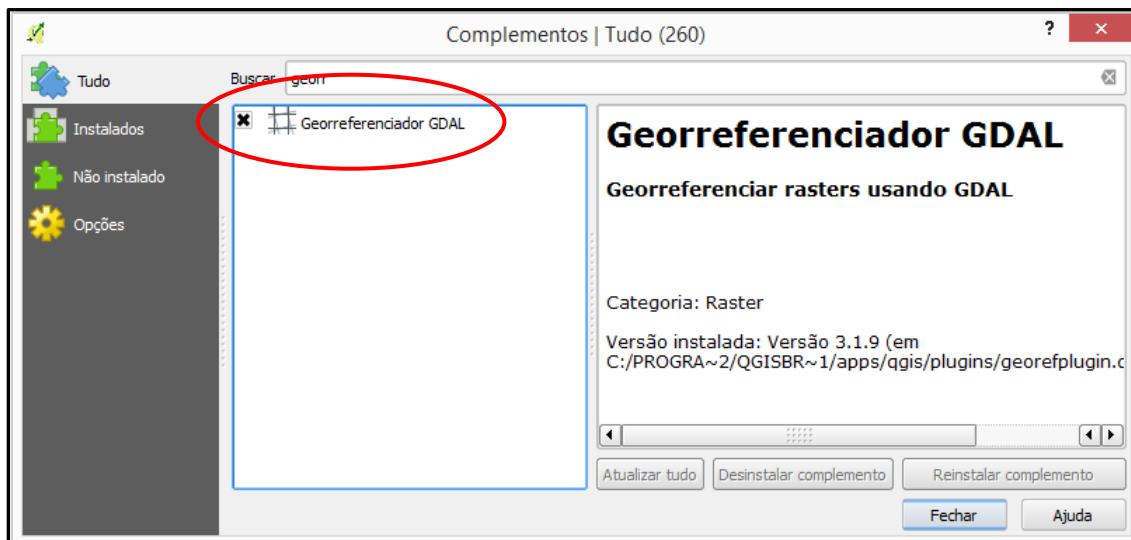 Complementos | Tudo (260)
?
Tudo
Buscar georr
Instalados
Não instalado
Opções
Georreferenciador GDAL
Georreferenciador GDAL
Georreferenciar rasters usando GDAL
Categoria: Raster
Versão instalada: Versão 3.1.9 (em
C:/PROGRA~2/QGISBR~1/apps/qgis/plugins/georefplugin.d
Atualizar tudo
Desinstalar complemento
Reinstalar complemento
Fechar
Ajuda